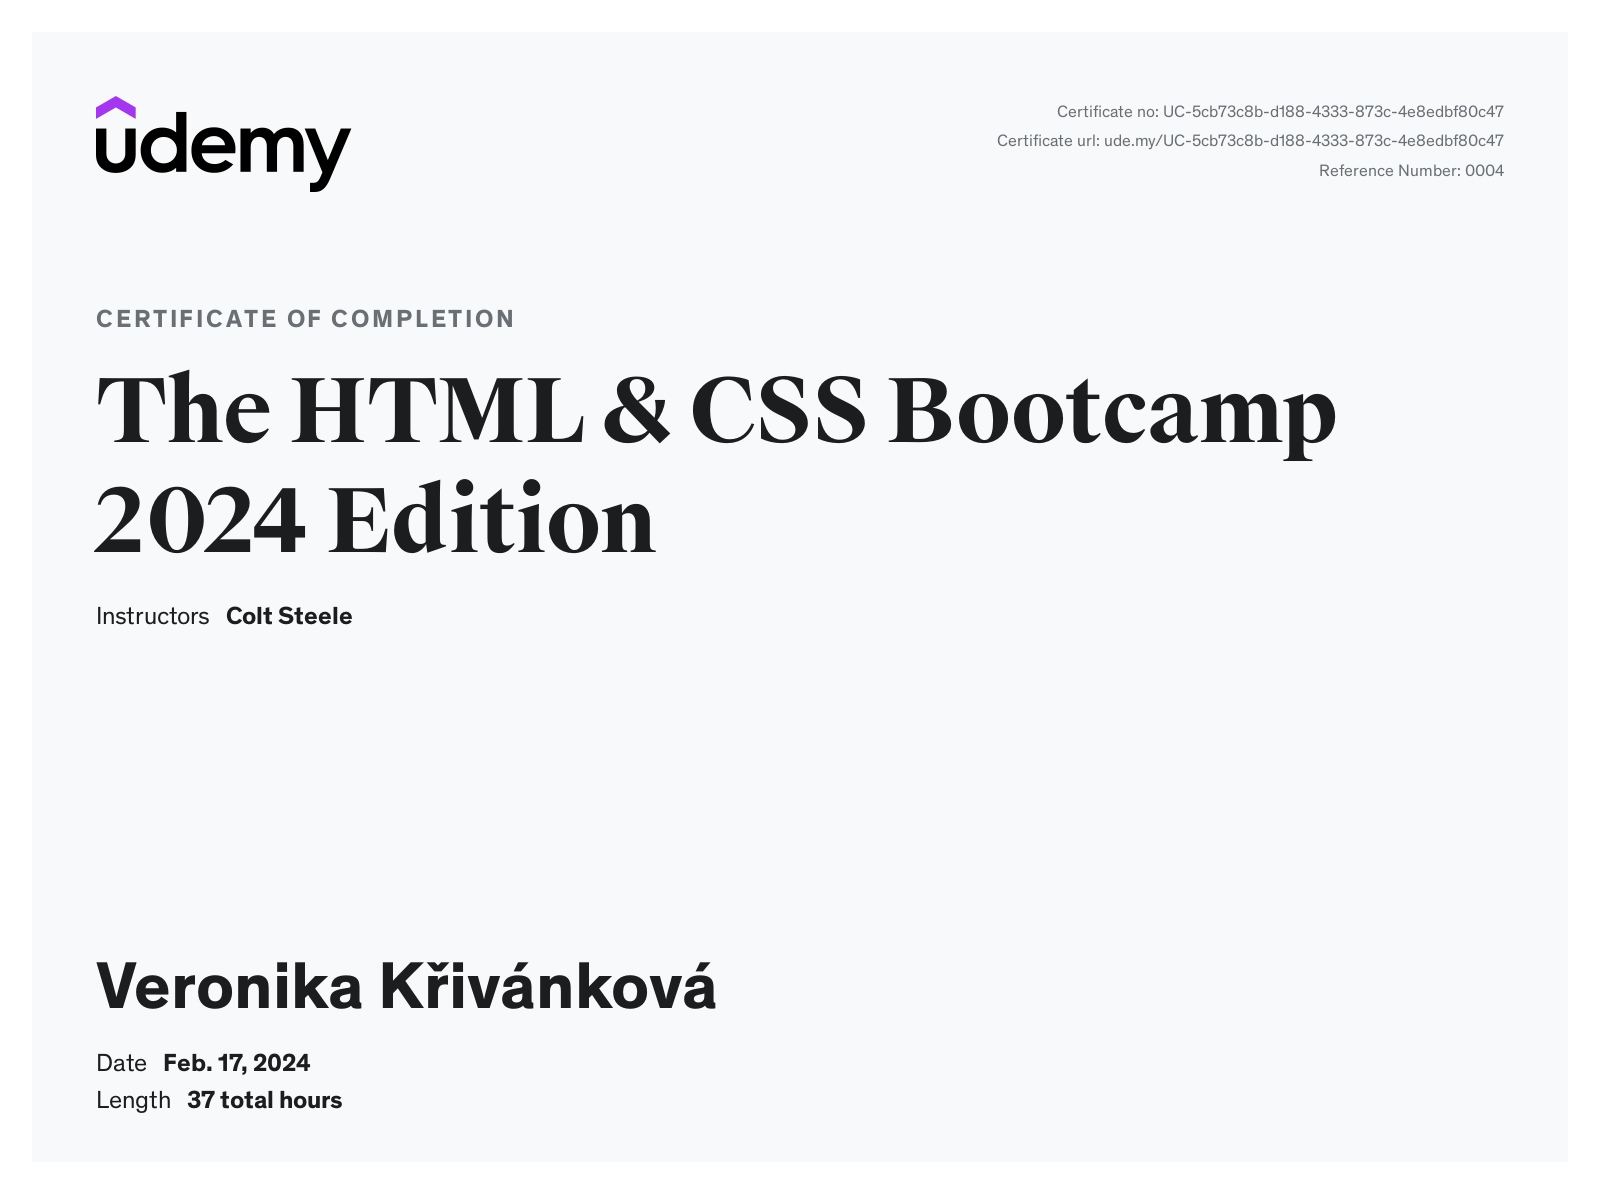 udemy
Certificate no: UC-5cb73c8b-d188-4333-873c-4e8edbf80c47
Certificate url: ude.my/UC-5cb73c8b-d188-4333-873c-4e8edbf80c47
Reference Number: 0004
CERTIFICATE OF COMPLETION
The HTML & CSS Bootcamp
2024 Edition
Instructors Colt Steele
Veronika Křivánková
Date Feb. 17, 2024
Length 37 total hours